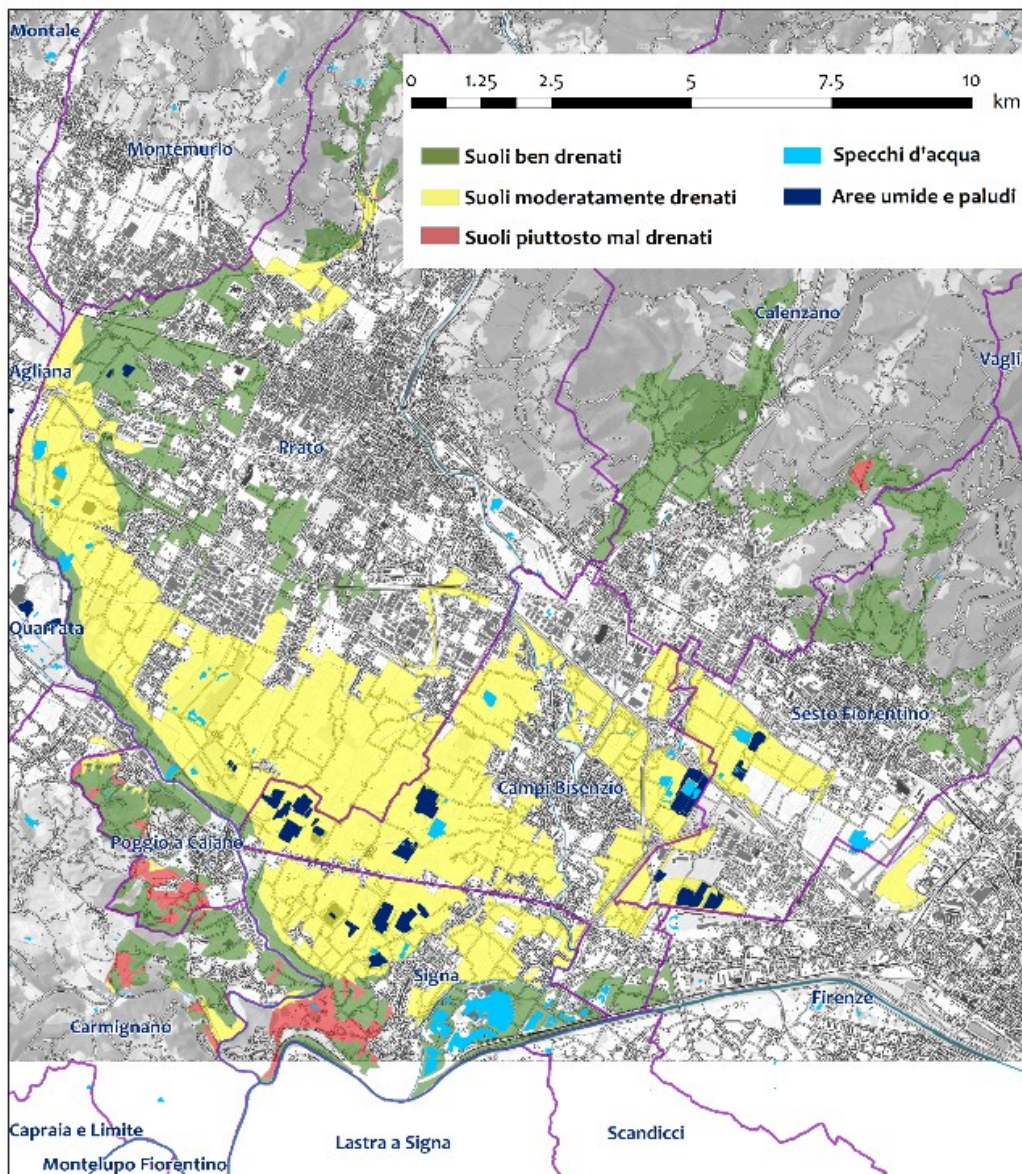 Montale
0 1.25 2.5 5 7.5 10
km
Montemurlo
Suoli ben drenati
Specchi d'acqua
Suoli moderatamente drenati
Aree umide e paludi
Suoli piuttosto mal drenati
Calenzano
Vagli
Agliana
Prato
Quarrata
Sesto Fiorentino
Campi Bisenzio
Poggio a Caiano
Signa
Firenze
Carmignano
Capraia e Limite
Lastra a Signa
Scandicci
Montelupo Fiorentino